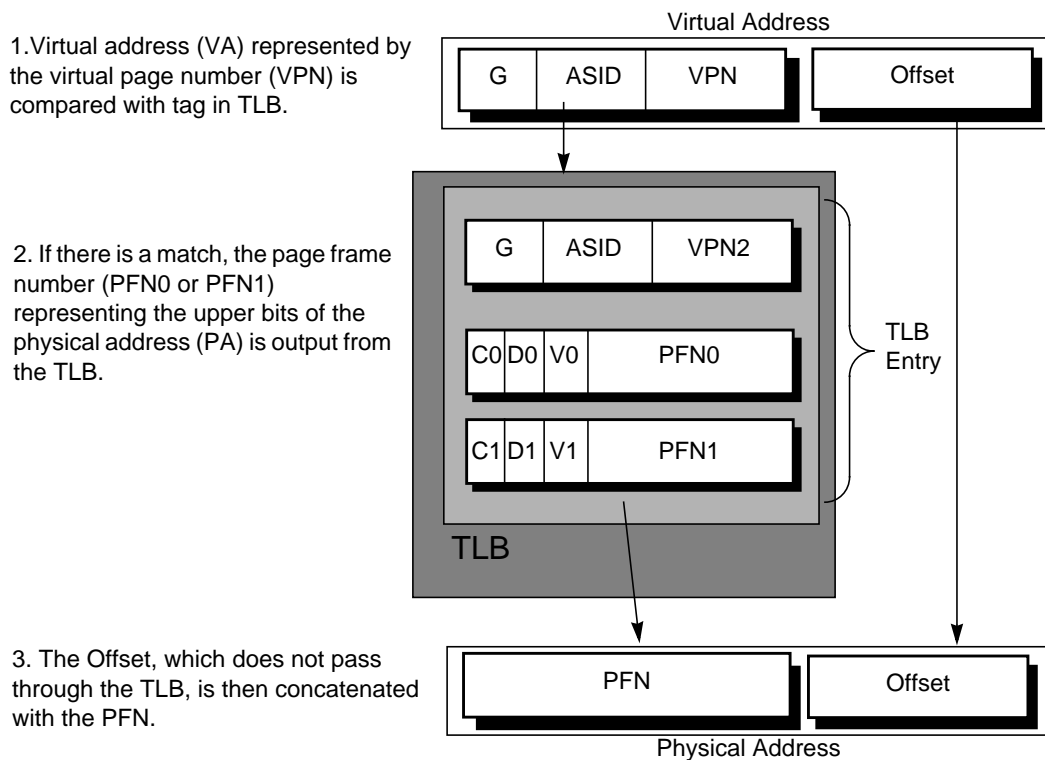 Virtual Address
1.Virtual address (VA) represented by
the virtual page number (VPN) is
compared with tag in TLB.
G ASID VPN Offset
2. If there is a match, the page frame
number (PFN0 or PFN1)
representing the upper bits of the
physical address (PA) is output from
the TLB.
G ASID VPN2
C0 D0 V0 PFN0
C1 D1 V1 PFN1
TLB
Entry
TLB
3. The Offset, which does not pass
through the TLB, is then concatenated
with the PFN.
PFN Offset
Physical Address